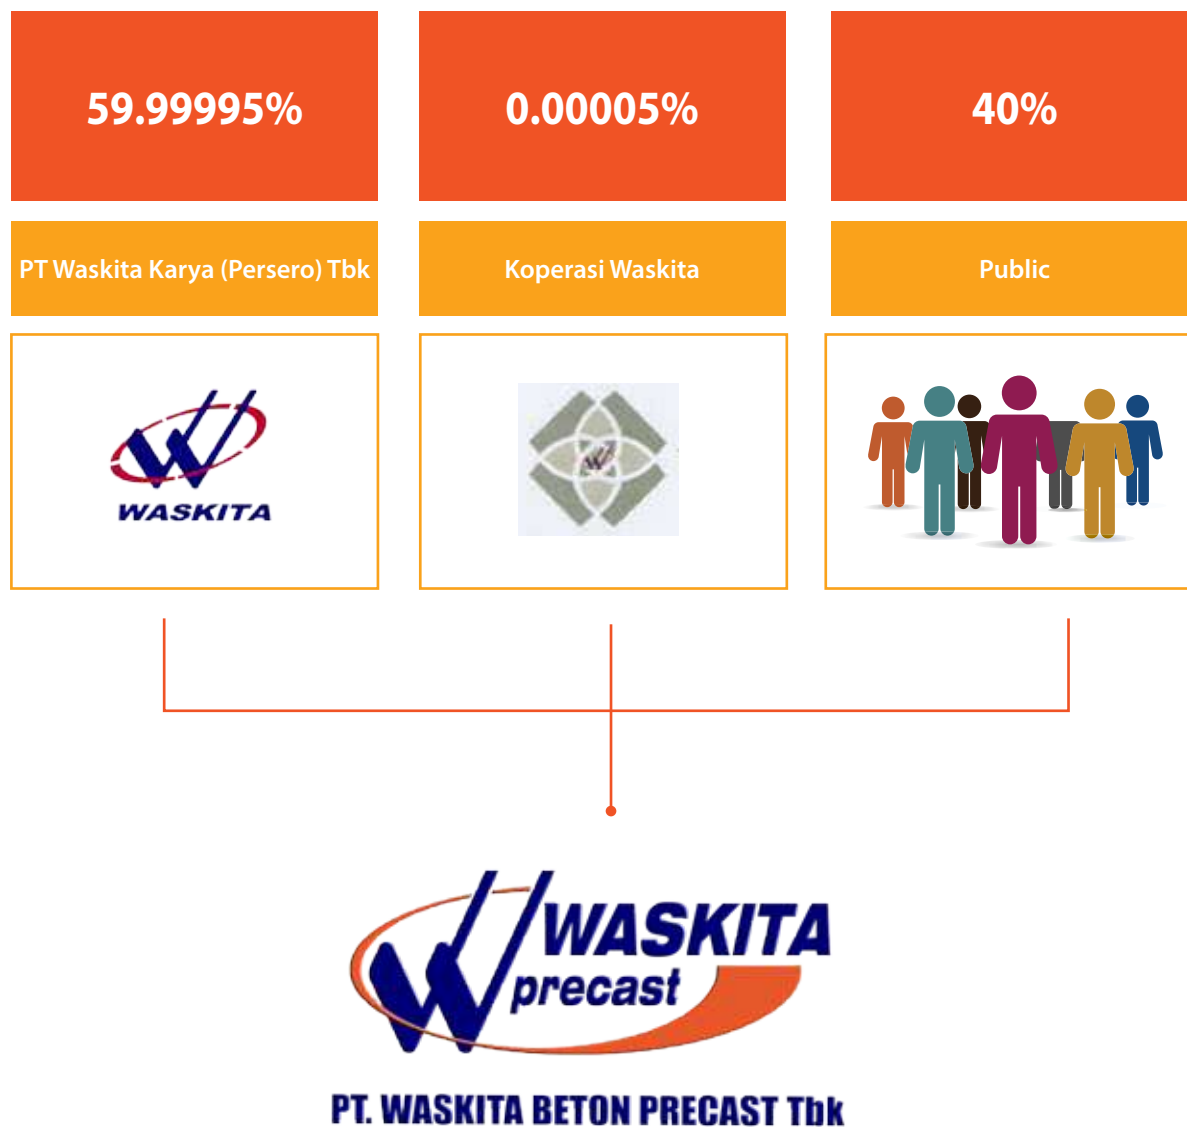 59.99995%
0.00005%
40%
PT Waskita Karya (Persero) Tbk
Koperasi Waskita
Public
WASKITA
WASKITA
precast
PT. WASKITA BETON PRECAST Tbk